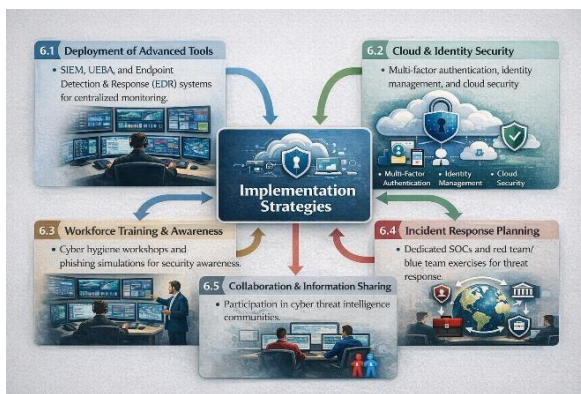 6.1 Deployment of Advanced Tools
• SIEM, UEBA, and Endpoint
Detection & Response (EDR) systems
for centralized monitoring.
6.2 Cloud & Identity Security
• Multi-factor authentication, identity
management, and cloud security
• Multi-Factor
Authentication
• Identity
Management
• Cloud
Security
Implementation
Strategies
6.3 Workforce Training & Awareness
• Cyber hygiene workshops and
phishing simulations for security awareness.
6.4 Incident Response Planning
• Dedicated SOCs and red team/
blue team exercises for threat
response.
6.5 Collaboration & Information Sharing
• Participation in cyber threat intelligence
communities.